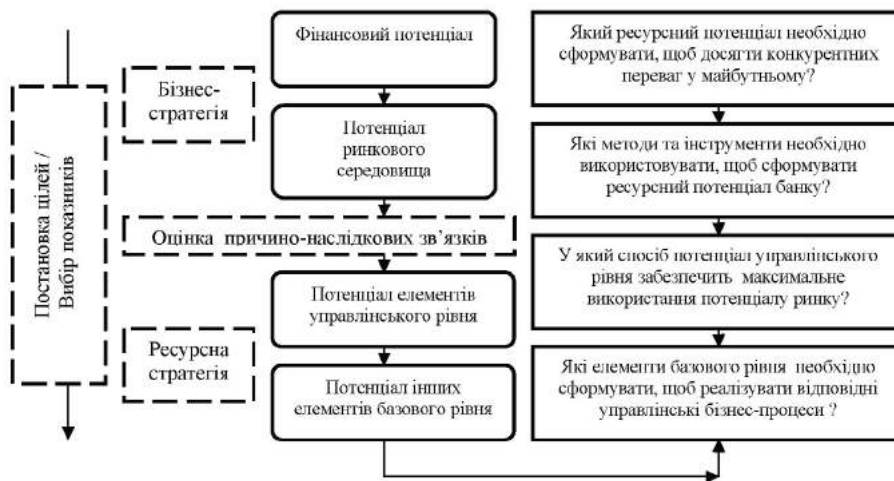 Постановка цілей /
Вибір показників
Бізнес-
стратегія
Ресурсна
стратегія
Фінансовий потенціал
Потенціал
ринкового
середовища
Оцінка причино-наслідкових зв’язків
Потенціал елементів
управлінського рівня
Потенціал інших
елементів базового рівня
Який ресурсний потенціал необхідно
сформувати, щоб досягти конкурентних
переваг у майбутньому?
Які методи та інструменти необхідно
використовувати, щоб сформувати
ресурсний потенціал банку?
У який спосіб потенціал управлінського
рівня забезпечить максимальне
використання потенціалу ринку?
Які елементи базового рівня необхідно
сформувати, щоб реалізувати відповідні
управлінські бізнес-процеси ?